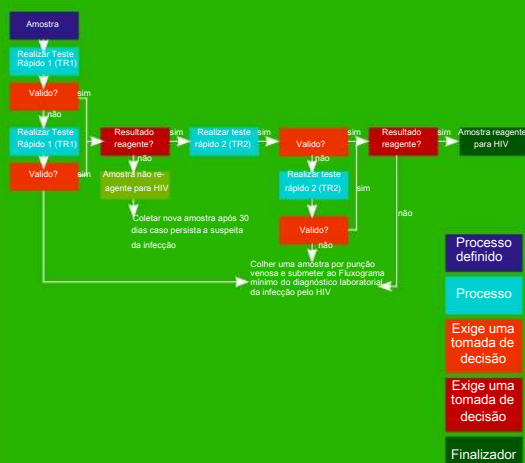 Amostra
Realizar Teste
Rápido 1 (TR1)
Valido?
sim
não
Realizar Teste
Rápido 1 (TR1)
Valido?
sim
Resultado
reagente?
sim
não
Amostra não re-
agente para HIV
Coletar nova amostra após 30
dias caso persista a suspeita
da infecção
Realizar teste
rápido 2 (TR2)
sim
Valido?
sim
não
Realizar teste
rápido 2 (TR2)
sim
Valido?
não
Colher uma amostra por punção
venosa e submeter ao Fluxograma
mínimo do diagnóstico laboratorial
da infecção pelo HIV
Resultado
reagente?
sim
não
Amostra reagente
para HIV
Processo
definido
Processo
Exige uma
tomada de
decisão
Exige uma
tomada de
decisão
Finalizador